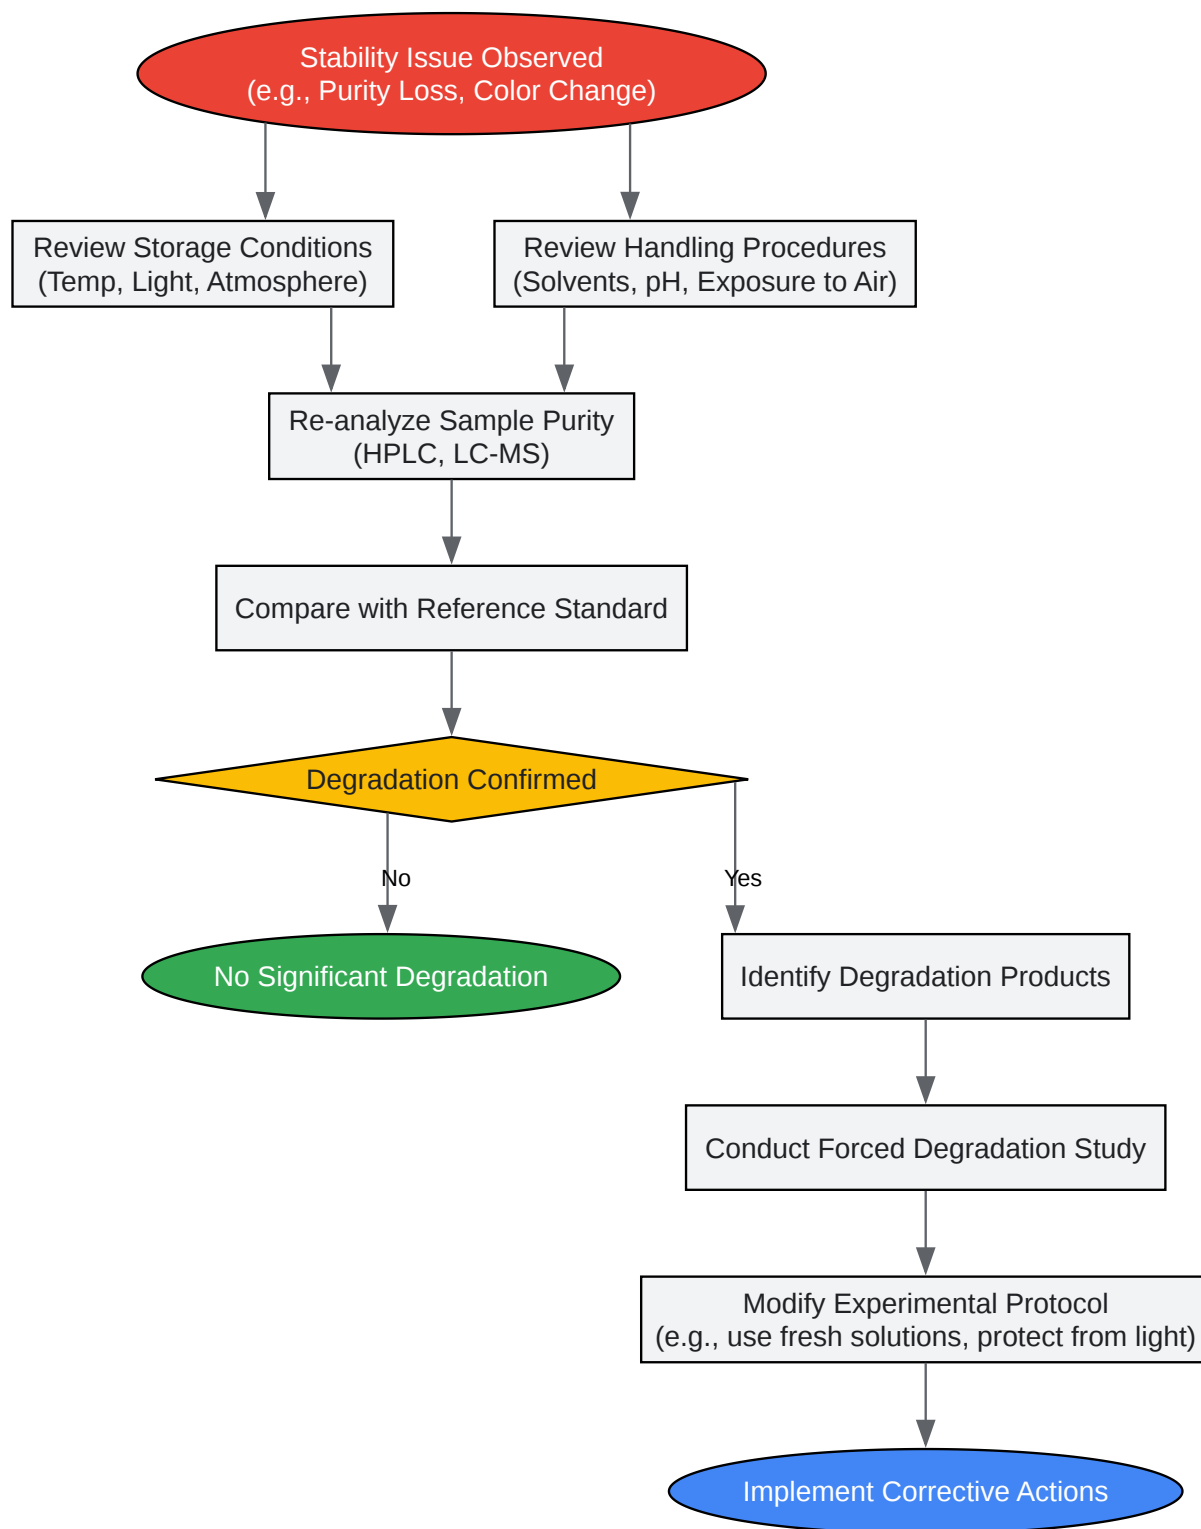 Stability Issue Observed
(e.g., Purity Loss, Color Change)
Review Storage Conditions
(Temp, Light, Atmosphere)
Review Handling Procedures
(Solvents, pH, Exposure to Air)
Re-analyze Sample Purity
(HPLC, LC-MS)
Compare with Reference Standard
Degradation Confirmed
No
Yes
No Significant Degradation
Identify Degradation Products
Conduct Forced Degradation Study
Modify Experimental Protocol
(e.g., use fresh solutions, protect from light)
Implement Corrective Actions